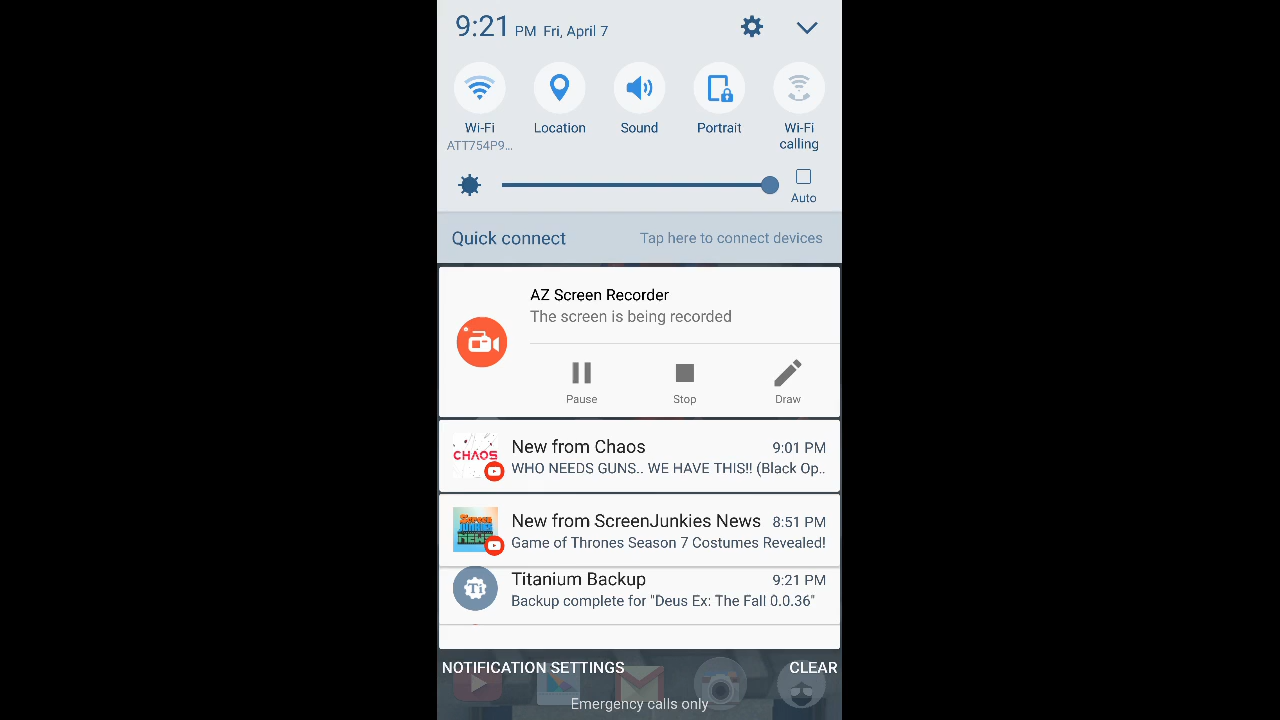 9:21 PM Fri, April 7
Wi-Fi Location Sound Portrait Wi-Fi calling
ATT754P9...
Auto
Quick connect Tap here to connect devices
AZ Screen Recorder
The screen is being recorded
Pause Stop Draw
CHAOS
New from Chaos 9:01 PM
WHO NEEDS GUNS.. WE HAVE THIS!! (Black Op..
SCREEN JUNKIES NEWS
New from ScreenJunkies News 8:51 PM
Game of Thrones Season 7 Costumes Revealed!
Ti
Titanium Backup 9:21 PM
Backup complete for "Deus Ex: The Fall 0.0.36"
NOTIFICATION SETTINGS CLEAR
Emergency calls only